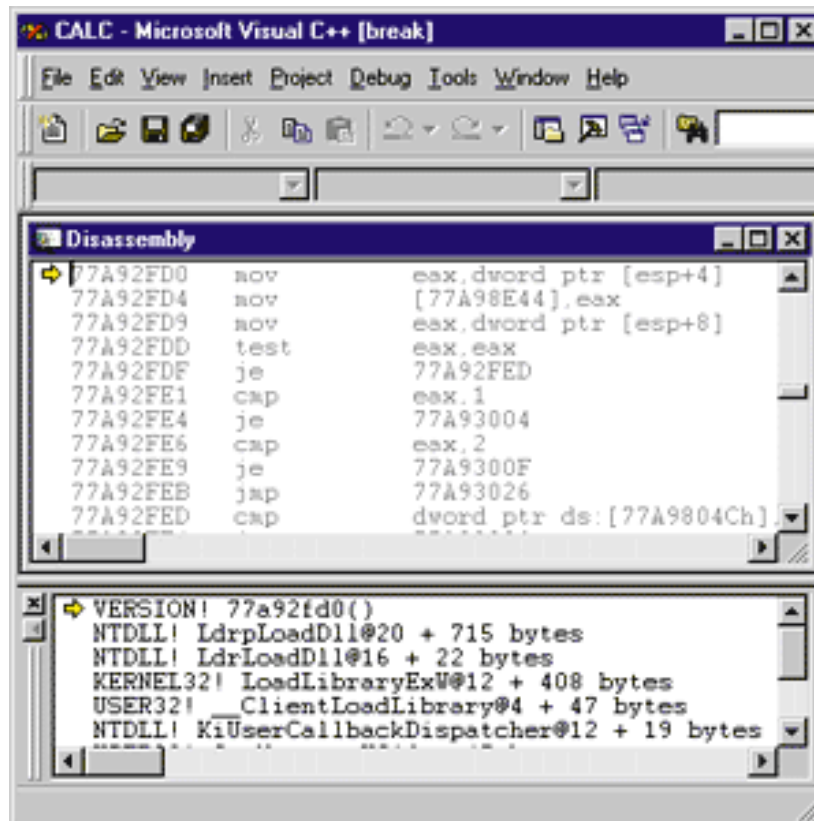 CALC - Microsoft Visual C++ [break]
File Edit View Insert Project Debug Tools Window Help
Disassembly
77A92FD0 mov eax,dword ptr [esp+4]
77A92FD4 mov [77A98E44],eax
77A92FD9 mov eax,dword ptr [esp+8]
77A92FDD test eax,eax
77A92FDF je 77A92FED
77A92FE1 cmp eax,1
77A92FE4 je 77A93004
77A92FE6 cmp eax,2
77A92FE9 je 77A9300F
77A92FEB jmp 77A93026
77A92FED cmp dword ptr ds:[77A9804Ch],
VERSION! 77a92fd0()
NTDLL! LdrpLoadDll@20 + 715 bytes
NTDLL! LdrLoadDll@16 + 22 bytes
KERNEL32! LoadLibraryExW@12 + 408 bytes
USER32! __ClientLoadLibrary@4 + 47 bytes
NTDLL! KiUserCallbackDispatcher@12 + 19 bytes